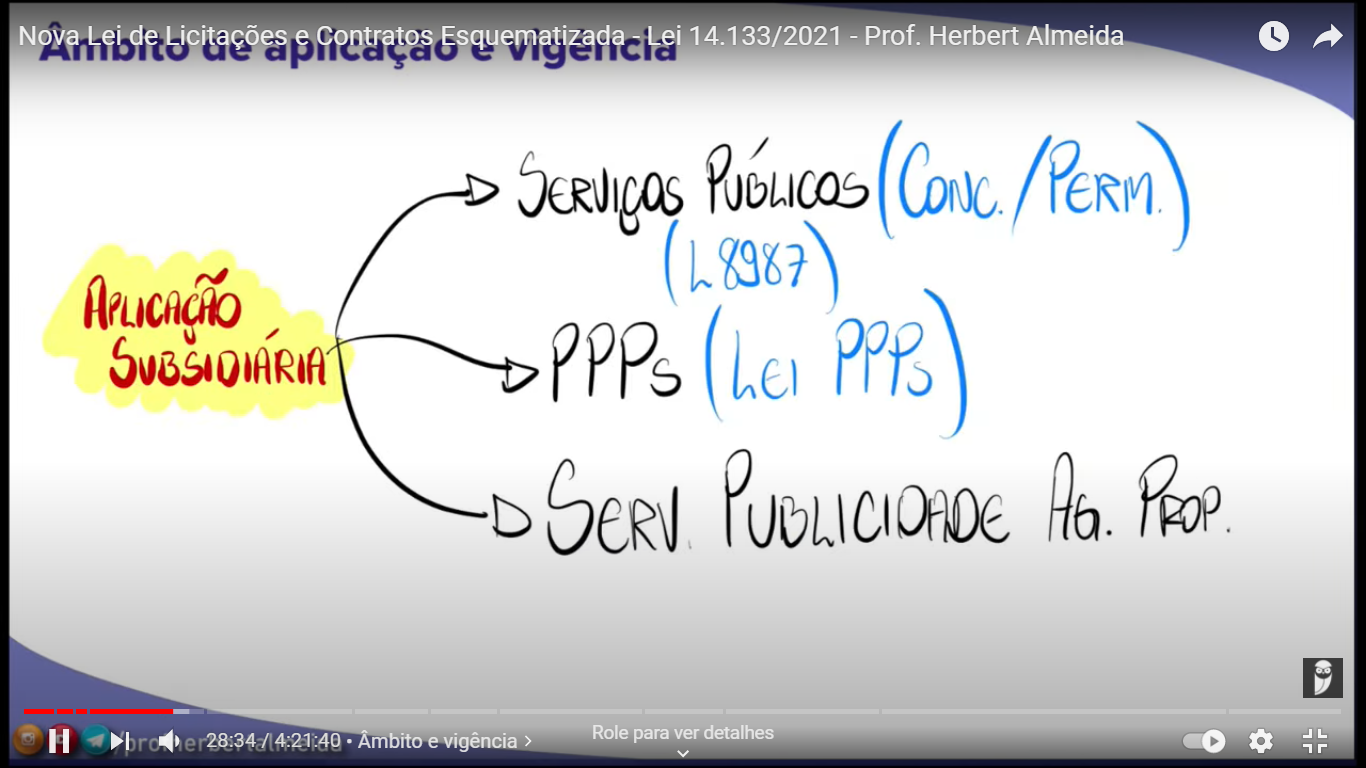 Nova Lei de Licitações e Contratos Esquematizada - Lei 14.133/2021 - Prof. Herbert Almeida
Âmbito de aplicação e vigência
SERVIÇOS PÚBLICOS (CONC./PERM.)
(L 8987)
APLICAÇÃO
SUBSIDIÁRIA
PPPs (LEI PPPs)
SERV. PUBLICIDADE AG. PROP.
Role para ver detalhes
28:34 / 4:21:40 • Âmbito e vigência >